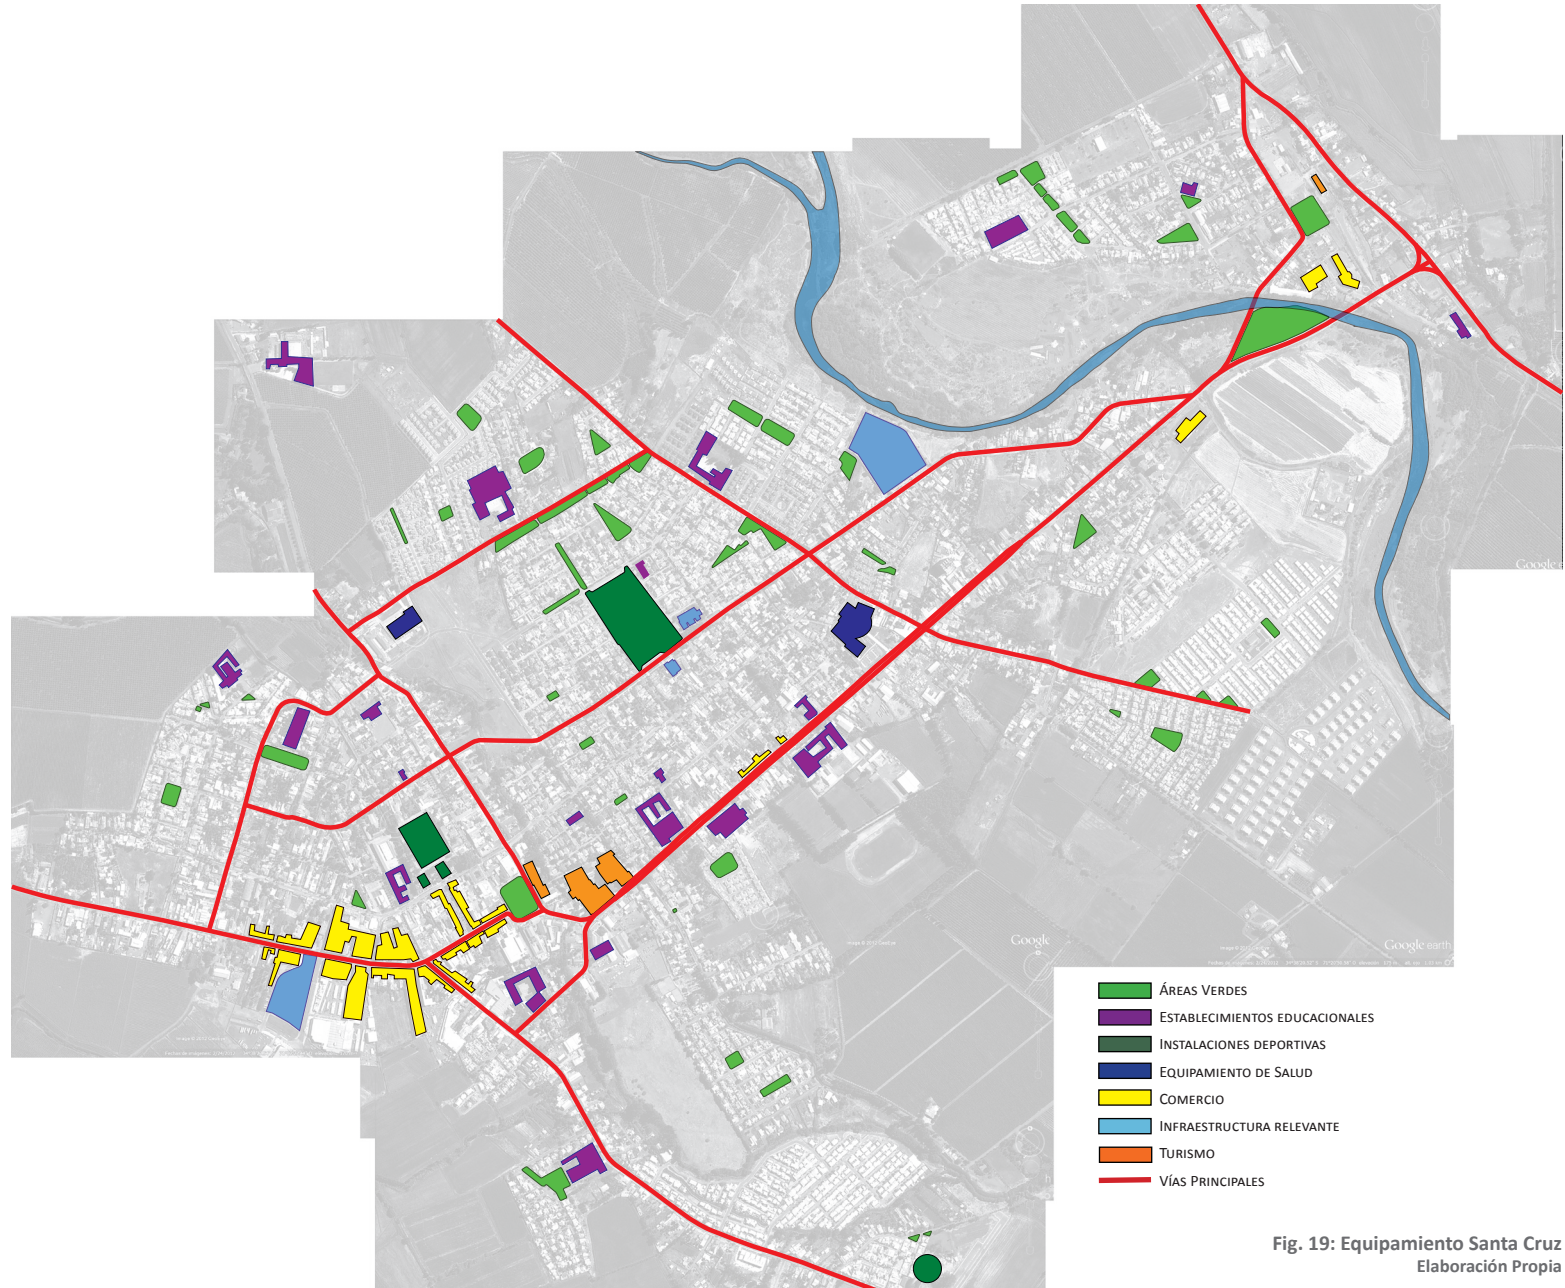 Google e
Google
Google earth
ÁREAS VERDES
ESTABLECIMIENTOS EDUCACIONALES
INSTALACIONES DEPORTIVAS
EQUIPAMIENTO DE SALUD
COMERCIO
INFRAESTRUCTURA RELEVANTE
TURISMO
VÍAS PRINCIPALES
Fig. 19: Equipamiento Santa Cruz
Elaboración Propia